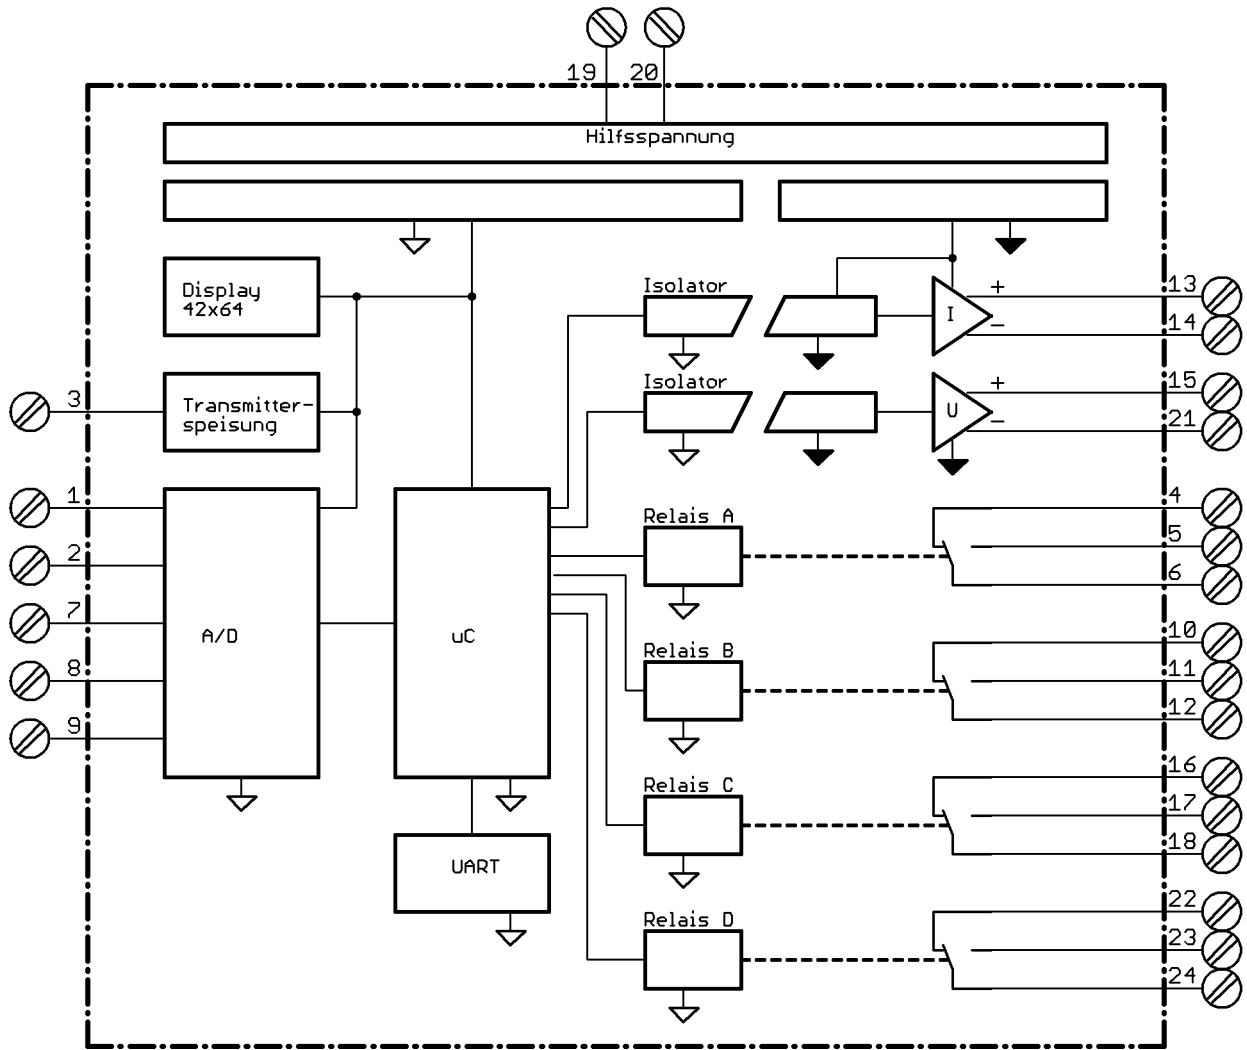 19 20
Hilfsspannung
Display
42x64
Isolator
I
+
-
13
14
3
Transmitter-
speisung
Isolator
U
+
-
15
21
1
2
7
8
9
A/D
uC
UART
Relais A
4
5
6
Relais B
10
11
12
Relais C
16
17
18
Relais D
22
23
24